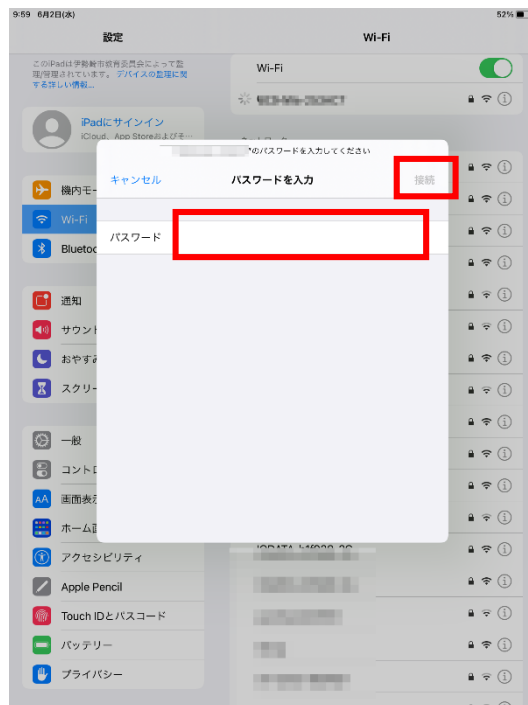 9:59 6月2日(水)
52%
設定
Wi-Fi
このiPadは伊勢崎市教育委員会によって監
理/管理されています。デバイスの監理に関
する詳しい情報...
Wi-Fi
iPadにサインイン
iCloud、App Storeおよびそ…
ネットワーク
"のパスワードを入力してください
キャンセル
パスワードを入力
接続
機内モー
Wi-Fi
パスワード
Bluetoo
通知
サウンド
おやすみ
スクリー
一般
コントロ
画面表示
ホーム画
アクセシビリティ
Apple Pencil
Touch IDとパスコード
バッテリー
プライバシー